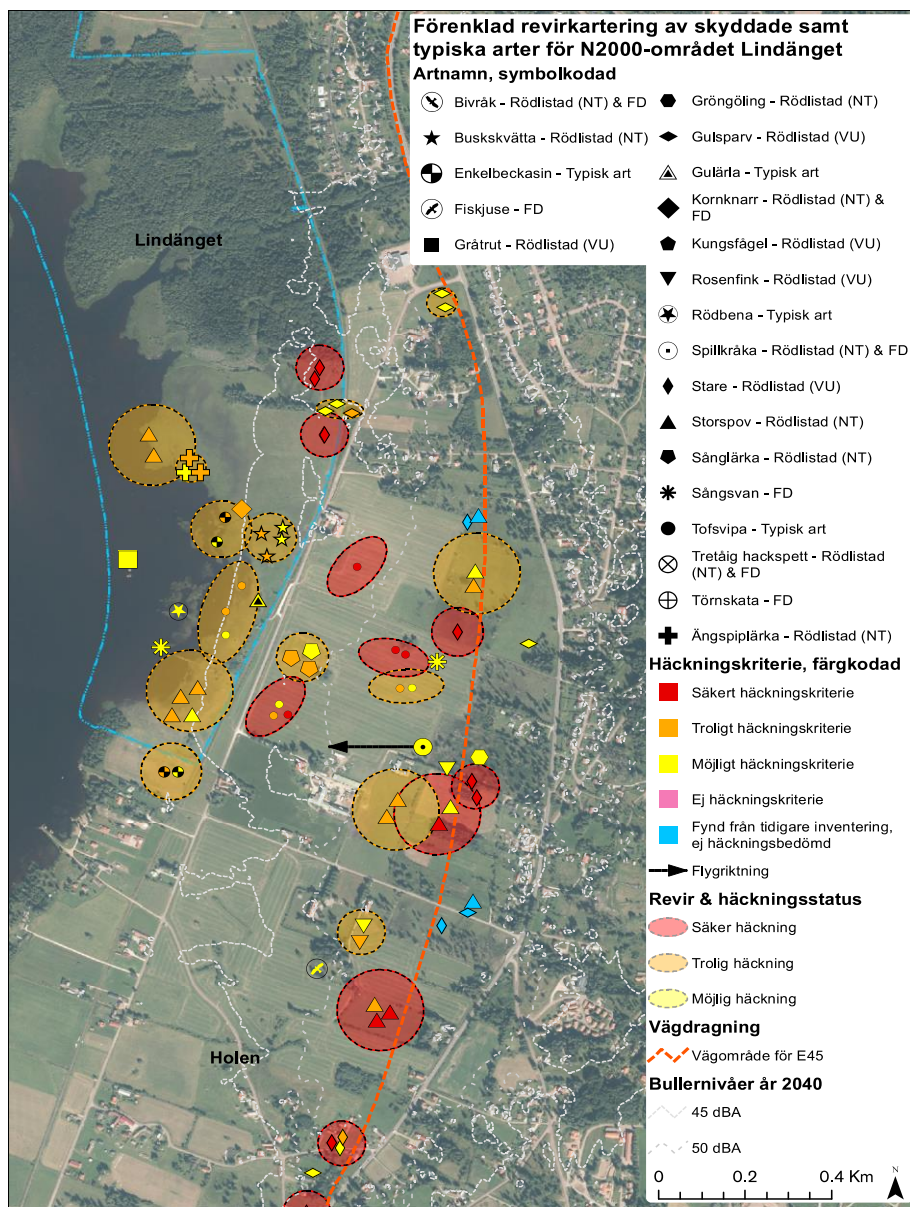 Förenklad revirkartering av skyddade samt
typiska arter för N2000-området Lindänget
Artnamn, symbolkodad
Bivråk - Rödlistad (NT) & FD
Buskskvätta - Rödlistad (NT)
Enkelbeckasin - Typisk art
Fiskjuse - FD
Gråtrut - Rödlistad (VU)
Gröngöling - Rödlistad (NT)
Gulsparv - Rödlistad (VU)
Gulärla - Typisk art
Kornknarr - Rödlistad (NT) &
FD
Kungsfågel - Rödlistad (VU)
Rosenfink - Rödlistad (VU)
Rödbena - Typisk art
Spillkråka - Rödlistad (NT) & FD
Stare - Rödlistad (VU)
Storspov - Rödlistad (NT)
Sånglärka - Rödlistad (NT)
Sångsvan - FD
Tofsvipa - Typisk art
Tretåig hackspett - Rödlistad
(NT) & FD
Törnskata - FD
Ängspiplärka - Rödlistad (NT)
Häckningskriterie, färgkodad
Säkert häckningskriterie
Troligt häckningskriterie
Möjligt häckningskriterie
Ej häckningskriterie
Fynd från tidigare inventering,
ej häckningsbedömd
Flygriktning
Revir & häckningsstatus
Säker häckning
Trolig häckning
Möjlig häckning
Vägdragning
Vägområde för E45
Bullernivåer år 2040
45 dBA
50 dBA
0 0.2 0.4 Km
N
Lindänget
Holen